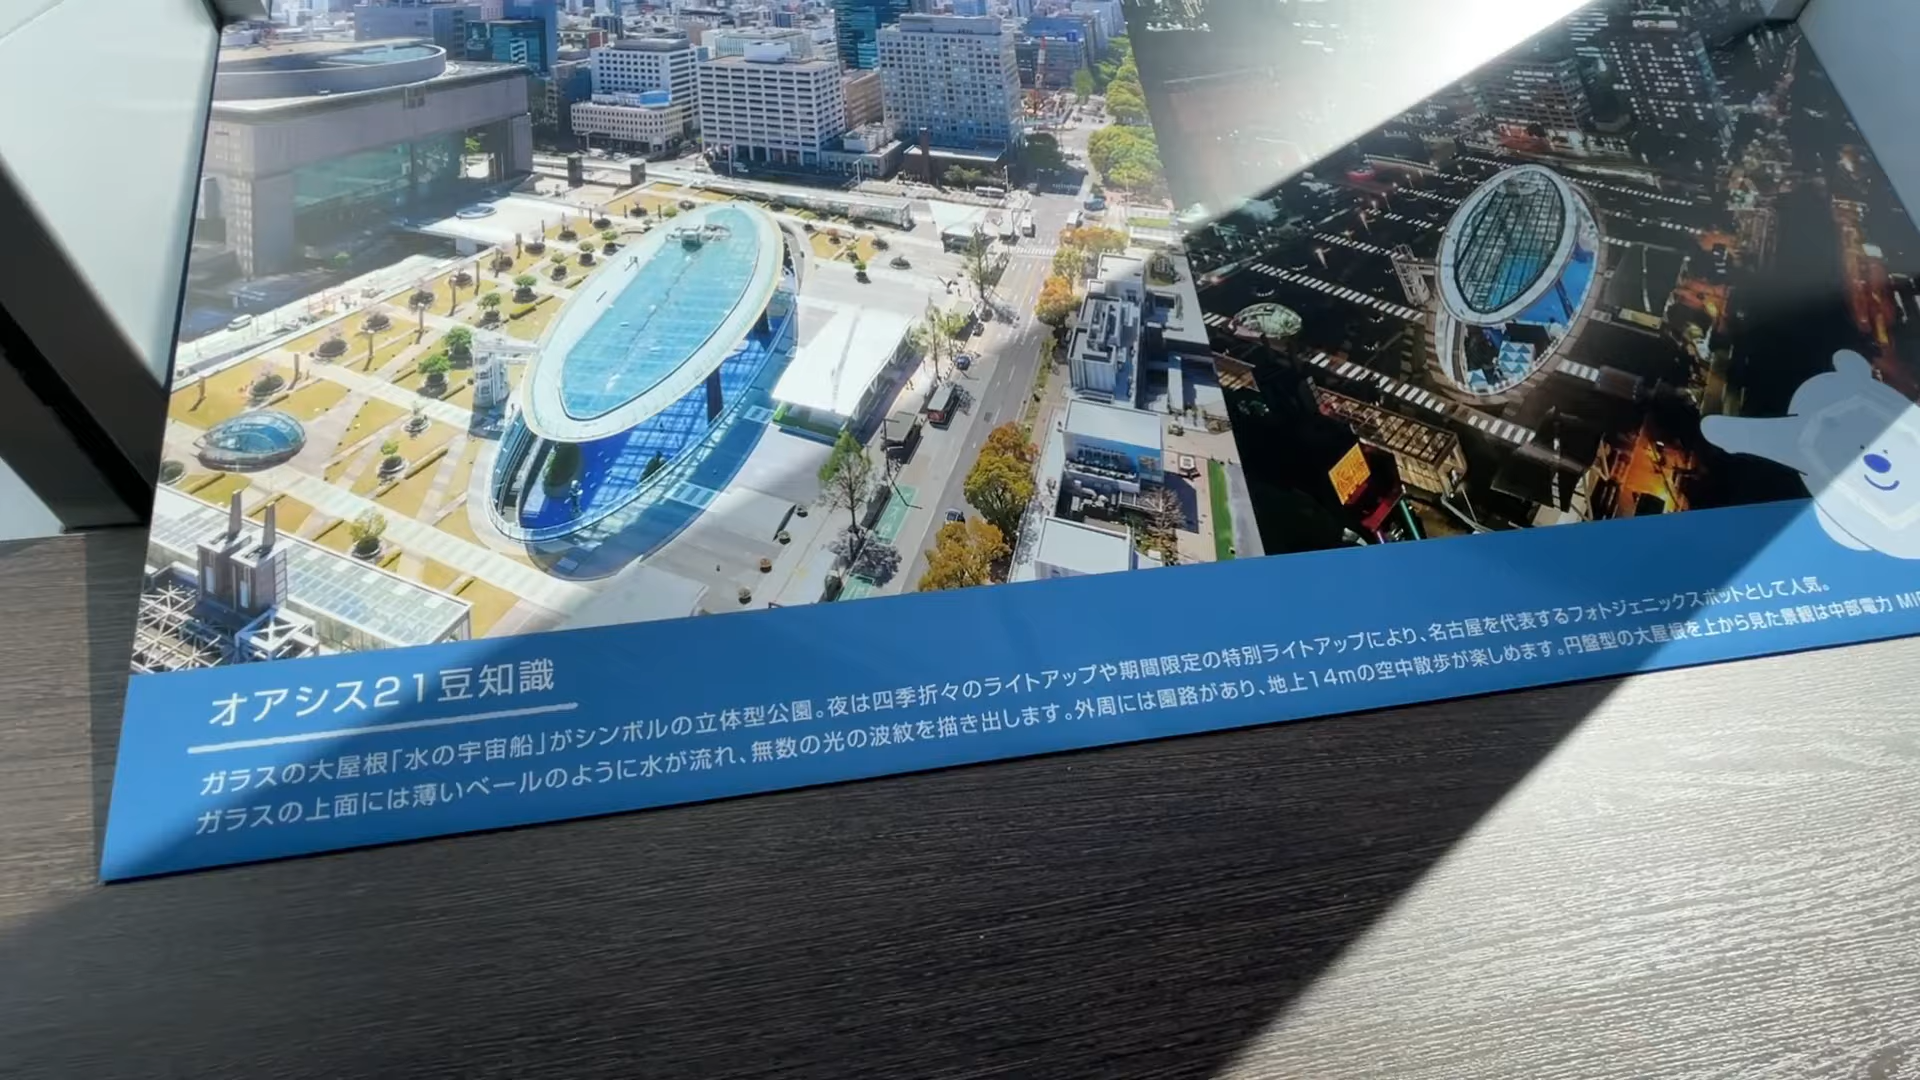 オアシス21豆知識
ガラスの大屋根「水の宇宙船」がシンボルの立体型公園。夜は四季折々のライトアップや期間限定の特別ライトアップにより、名古屋を代表するフォトジェニックスポットとして人気。
ガラスの上面には薄いベールのように水が流れ、無数の光の波紋を描き出します。外周には園路があり、地上14mの空中散歩が楽しめます。円盤型の大屋根を上から見た景観は中部電力